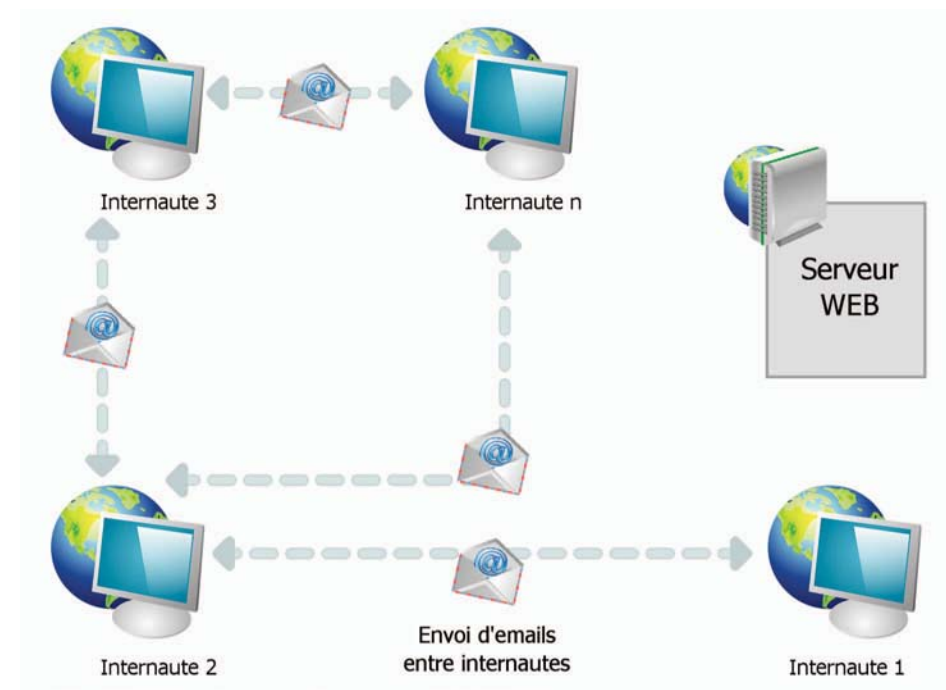 Internaute 3
Internaute n
Serveur
WEB
Envoi d'emails
entre internautes
Internaute 2
Internaute 1